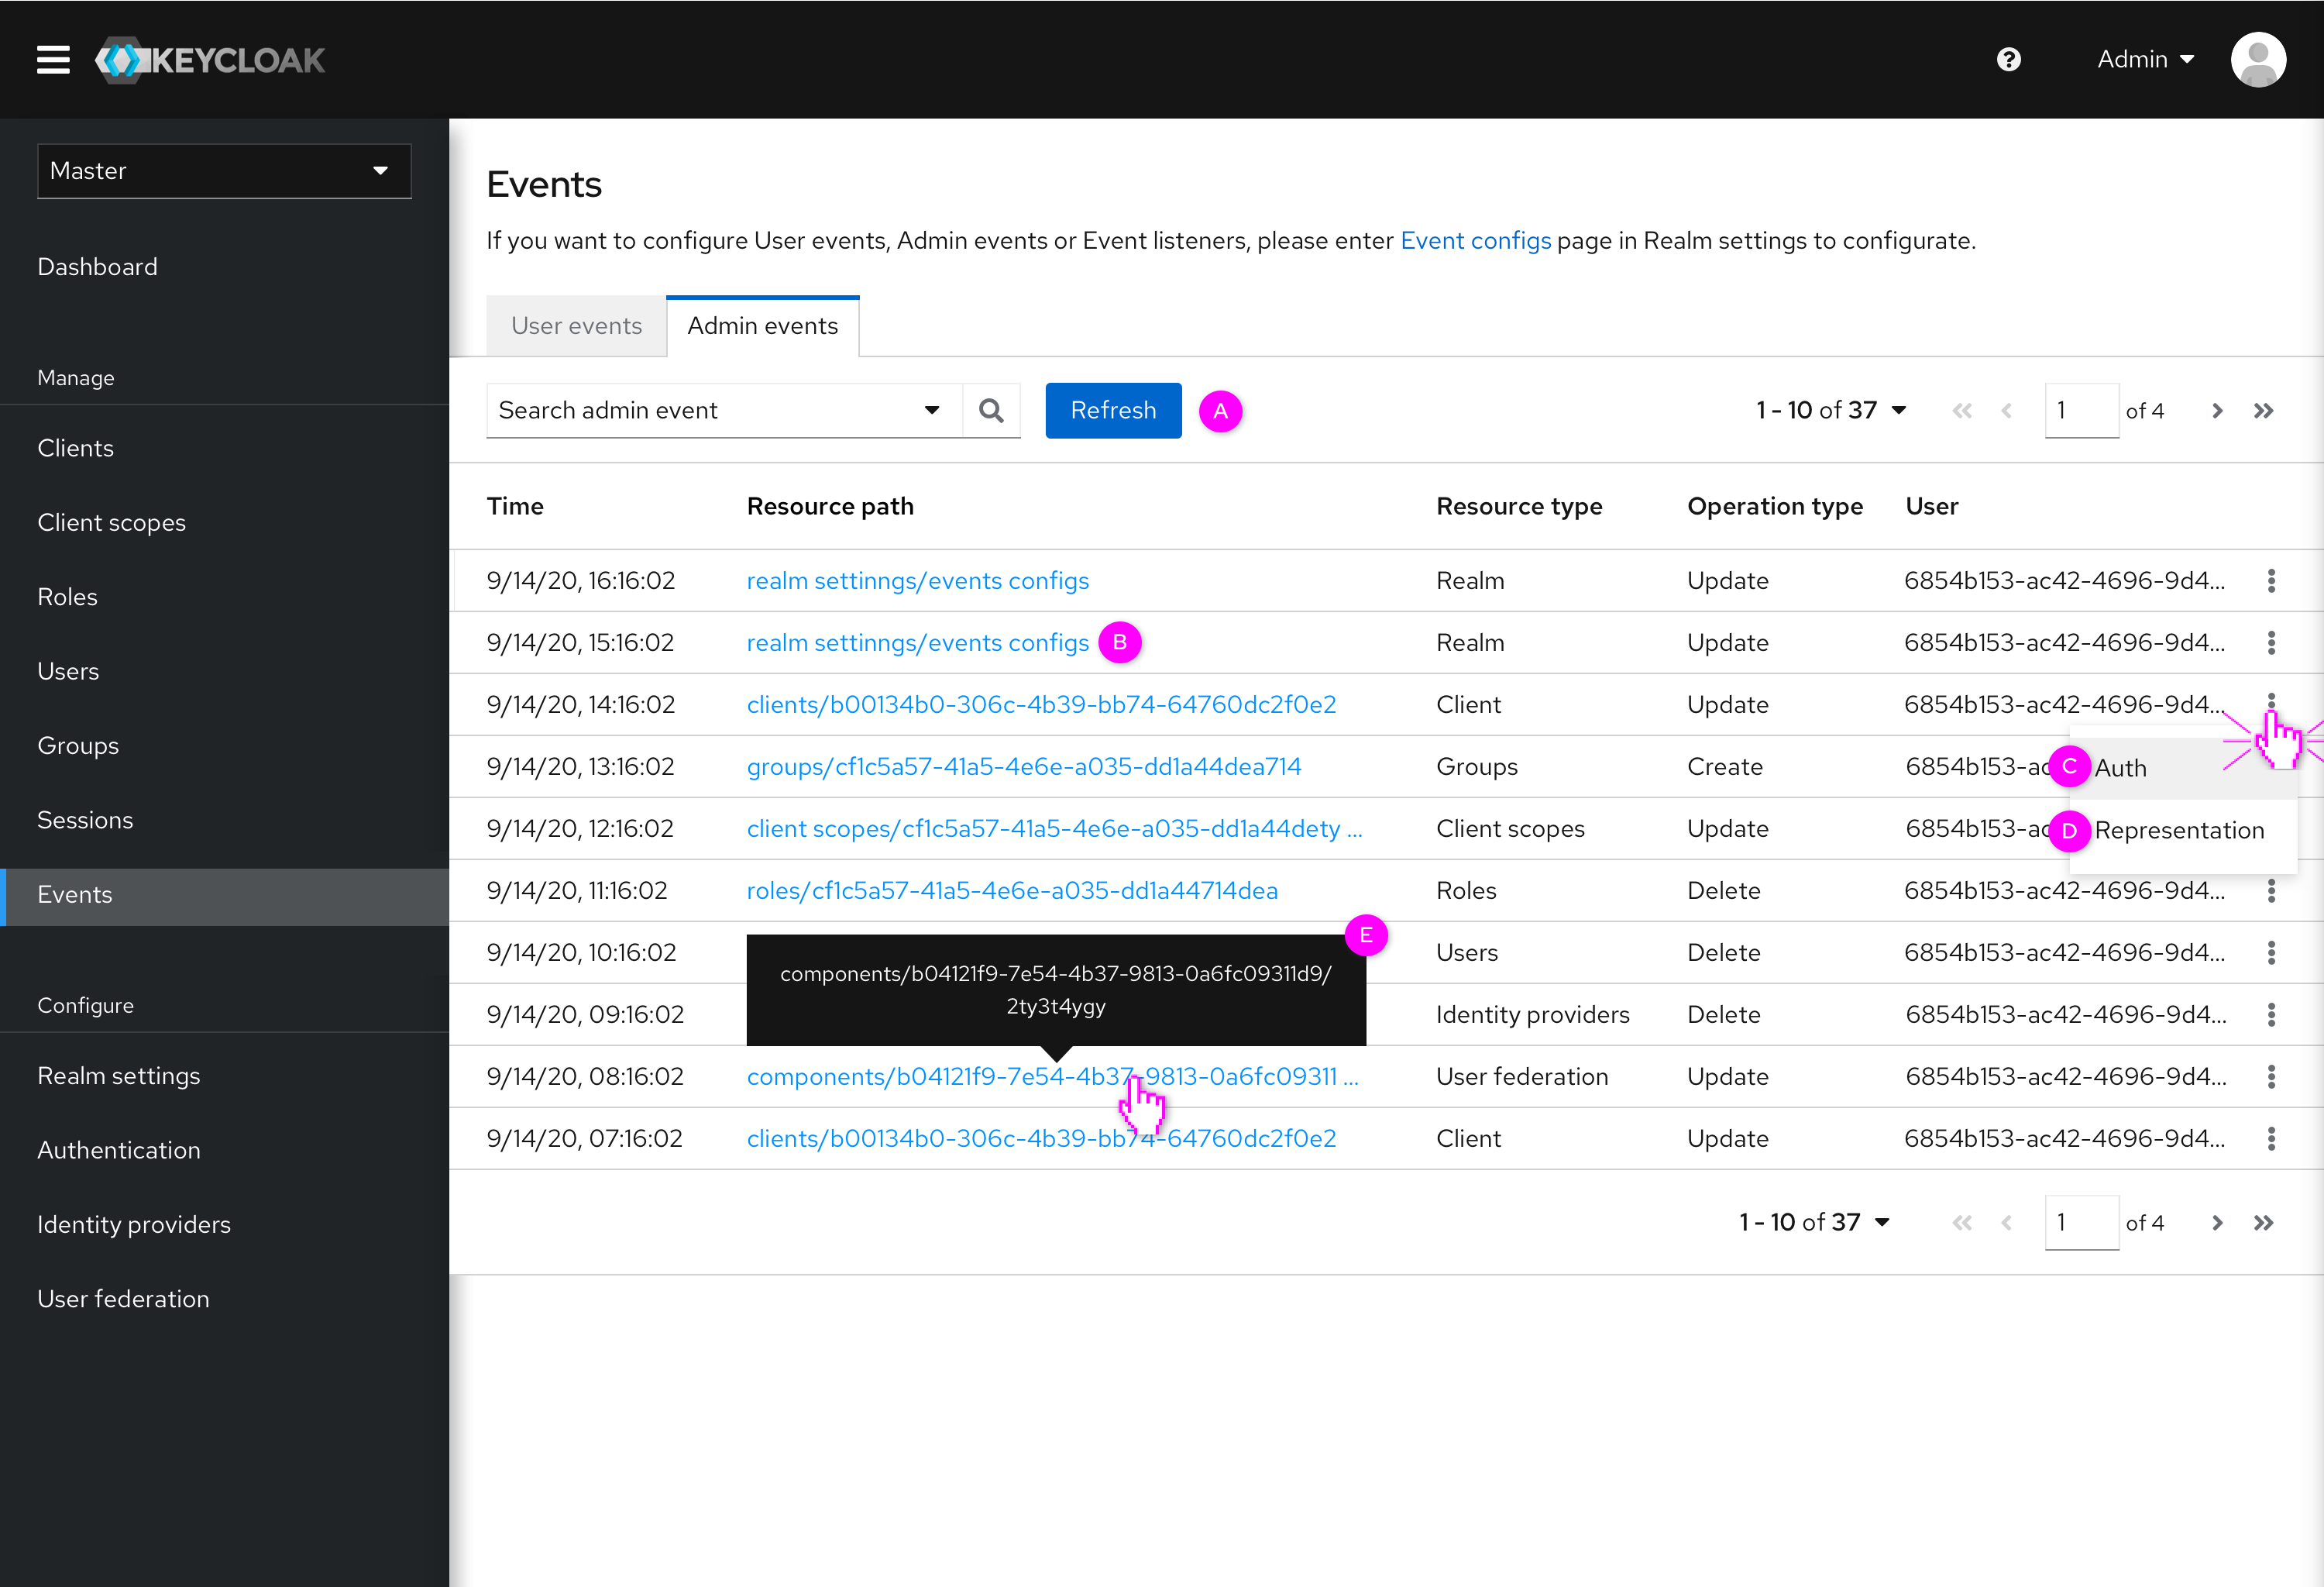 KEYCLOAK
Admin
Master
Dashboard
Manage
Clients
Client scopes
Roles
Users
Groups
Sessions
Events
Configure
Realm settings
Authentication
Identity providers
User federation
Events
If you want to configure User events, Admin events or Event listeners, please enter Event configs page in Realm settings to configurate.
User events Admin events
Search admin event Refresh A 1 - 10 of 37 1 of 4
Time Resource path Resource type Operation type User
9/14/20, 16:16:02 realm settinngs/events configs Realm Update 6854b153-ac42-4696-9d4...
9/14/20, 15:16:02 realm settinngs/events configs B Realm Update 6854b153-ac42-4696-9d4...
9/14/20, 14:16:02 clients/b00134b0-306c-4b39-bb74-64760dc2f0e2 Client Update 6854b153-ac42-4696-9d4...
9/14/20, 13:16:02 groups/cf1c5a57-41a5-4e6e-a035-dd1a44dea714 Groups Create 6854b153-ac C Auth
9/14/20, 12:16:02 client scopes/cf1c5a57-41a5-4e6e-a035-dd1a44dety ... Client scopes Update 6854b153-ac D Representation
9/14/20, 11:16:02 roles/cf1c5a57-41a5-4e6e-a035-dd1a44714dea Roles Delete 6854b153-ac42-4696-9d4...
E
9/14/20, 10:16:02 Users Delete 6854b153-ac42-4696-9d4...
components/b04121f9-7e54-4b37-9813-0a6fc09311d9/
2ty3t4ygy
9/14/20, 09:16:02 Identity providers Delete 6854b153-ac42-4696-9d4...
9/14/20, 08:16:02 components/b04121f9-7e54-4b37-9813-0a6fc09311 ... User federation Update 6854b153-ac42-4696-9d4...
9/14/20, 07:16:02 clients/b00134b0-306c-4b39-bb74-64760dc2f0e2 Client Update 6854b153-ac42-4696-9d4...
1 - 10 of 37 1 of 4